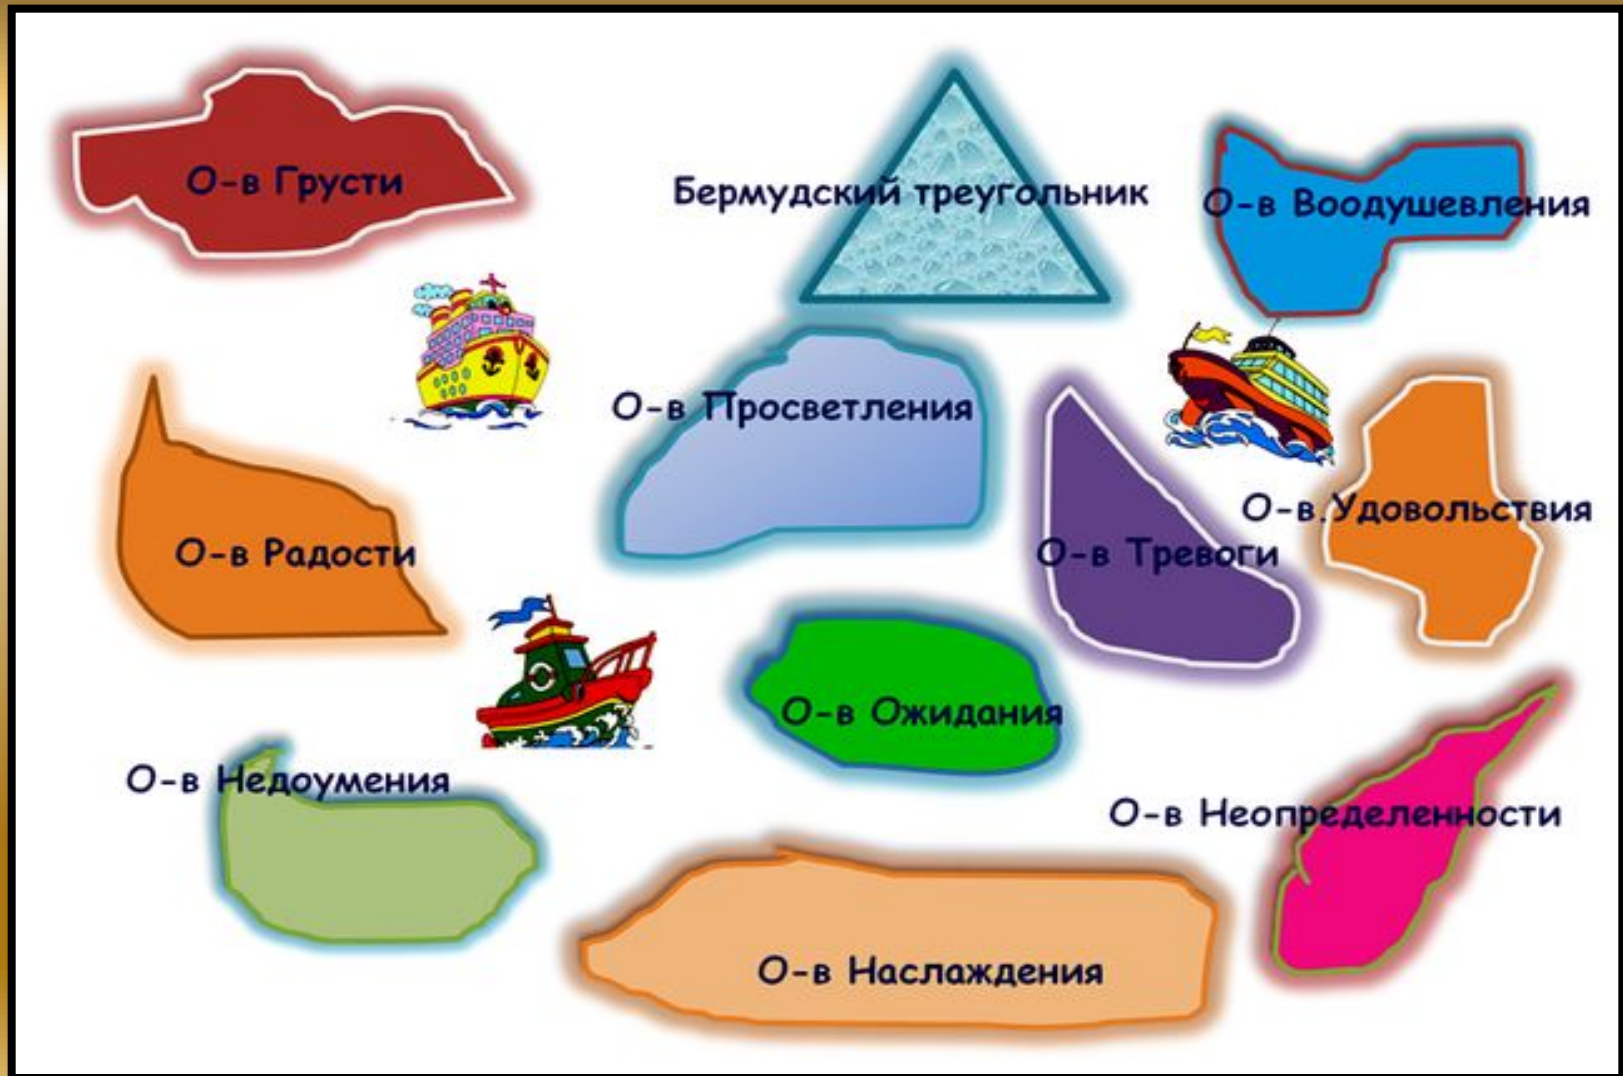 О-в Грусти
Бермудский треугольник
О-в Воодушевления
О-в Просветления
О-в.Удовольствия
О-в Радости
О-в Тревоги
О-в Ожидания
О-в Недоумения
О-в Неопределенности
О-в Наслаждения